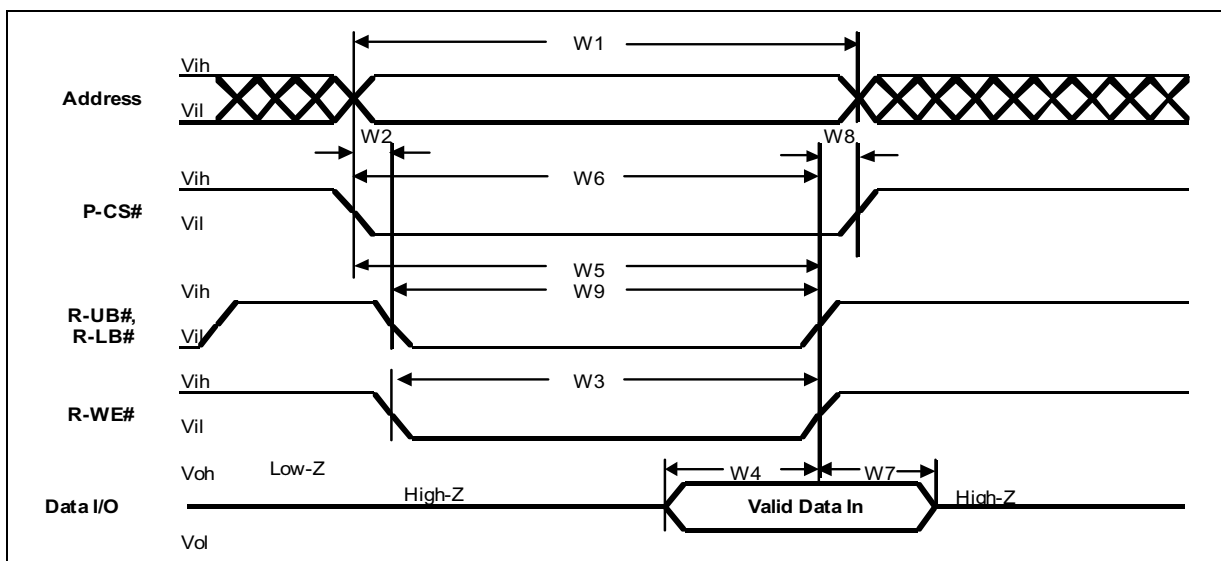 W1
Vih
Address
Vil
W2
W8
Vih
W6
P-CS#
Vil
W5
Vih
W9
R-UB#,
R-LB#
Vil
Vih
W3
R-WE#
Vil
Voh
Low-Z
W4
W7
High-Z
High-Z
Data I/O
Valid Data In
Vol